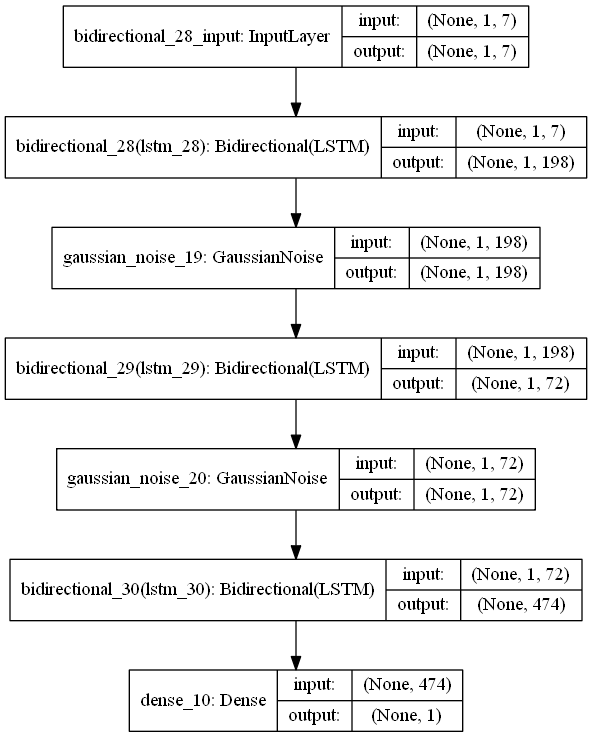 bidirectional_28_input: InputLayer
input: (None, 1, 7)
output: (None, 1, 7)
bidirectional_28(lstm_28): Bidirectional(LSTM)
input: (None, 1, 7)
output: (None, 1, 198)
gaussian_noise_19: GaussianNoise
input: (None, 1, 198)
output: (None, 1, 198)
bidirectional_29(lstm_29): Bidirectional(LSTM)
input: (None, 1, 198)
output: (None, 1, 72)
gaussian_noise_20: GaussianNoise
input: (None, 1, 72)
output: (None, 1, 72)
bidirectional_30(lstm_30): Bidirectional(LSTM)
input: (None, 1, 72)
output: (None, 474)
dense_10: Dense
input: (None, 474)
output: (None, 1)